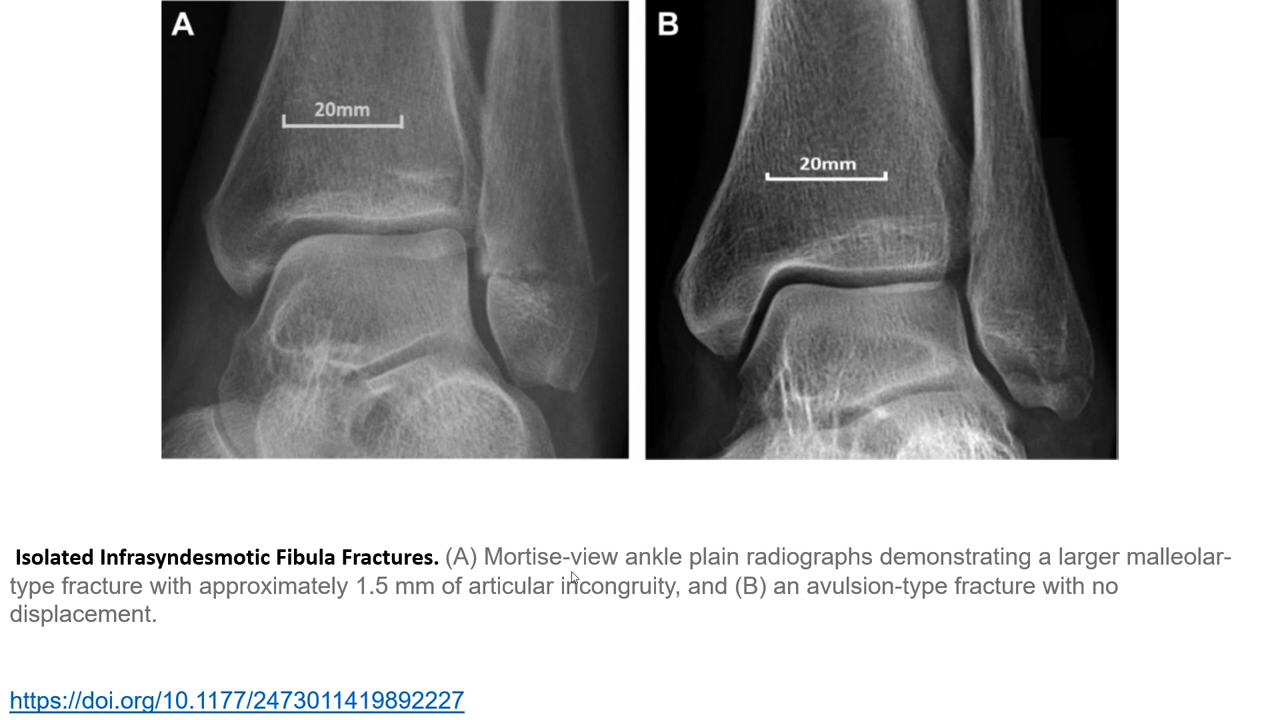 A
B
20mm
20mm
Isolated Infrasyndesmotic Fibula Fractures. (A) Mortise-view ankle plain radiographs demonstrating a larger malleolar-
type fracture with approximately 1.5 mm of articular incongruity, and (B) an avulsion-type fracture with no
displacement.
https://doi.org/10.1177/2473011419892227